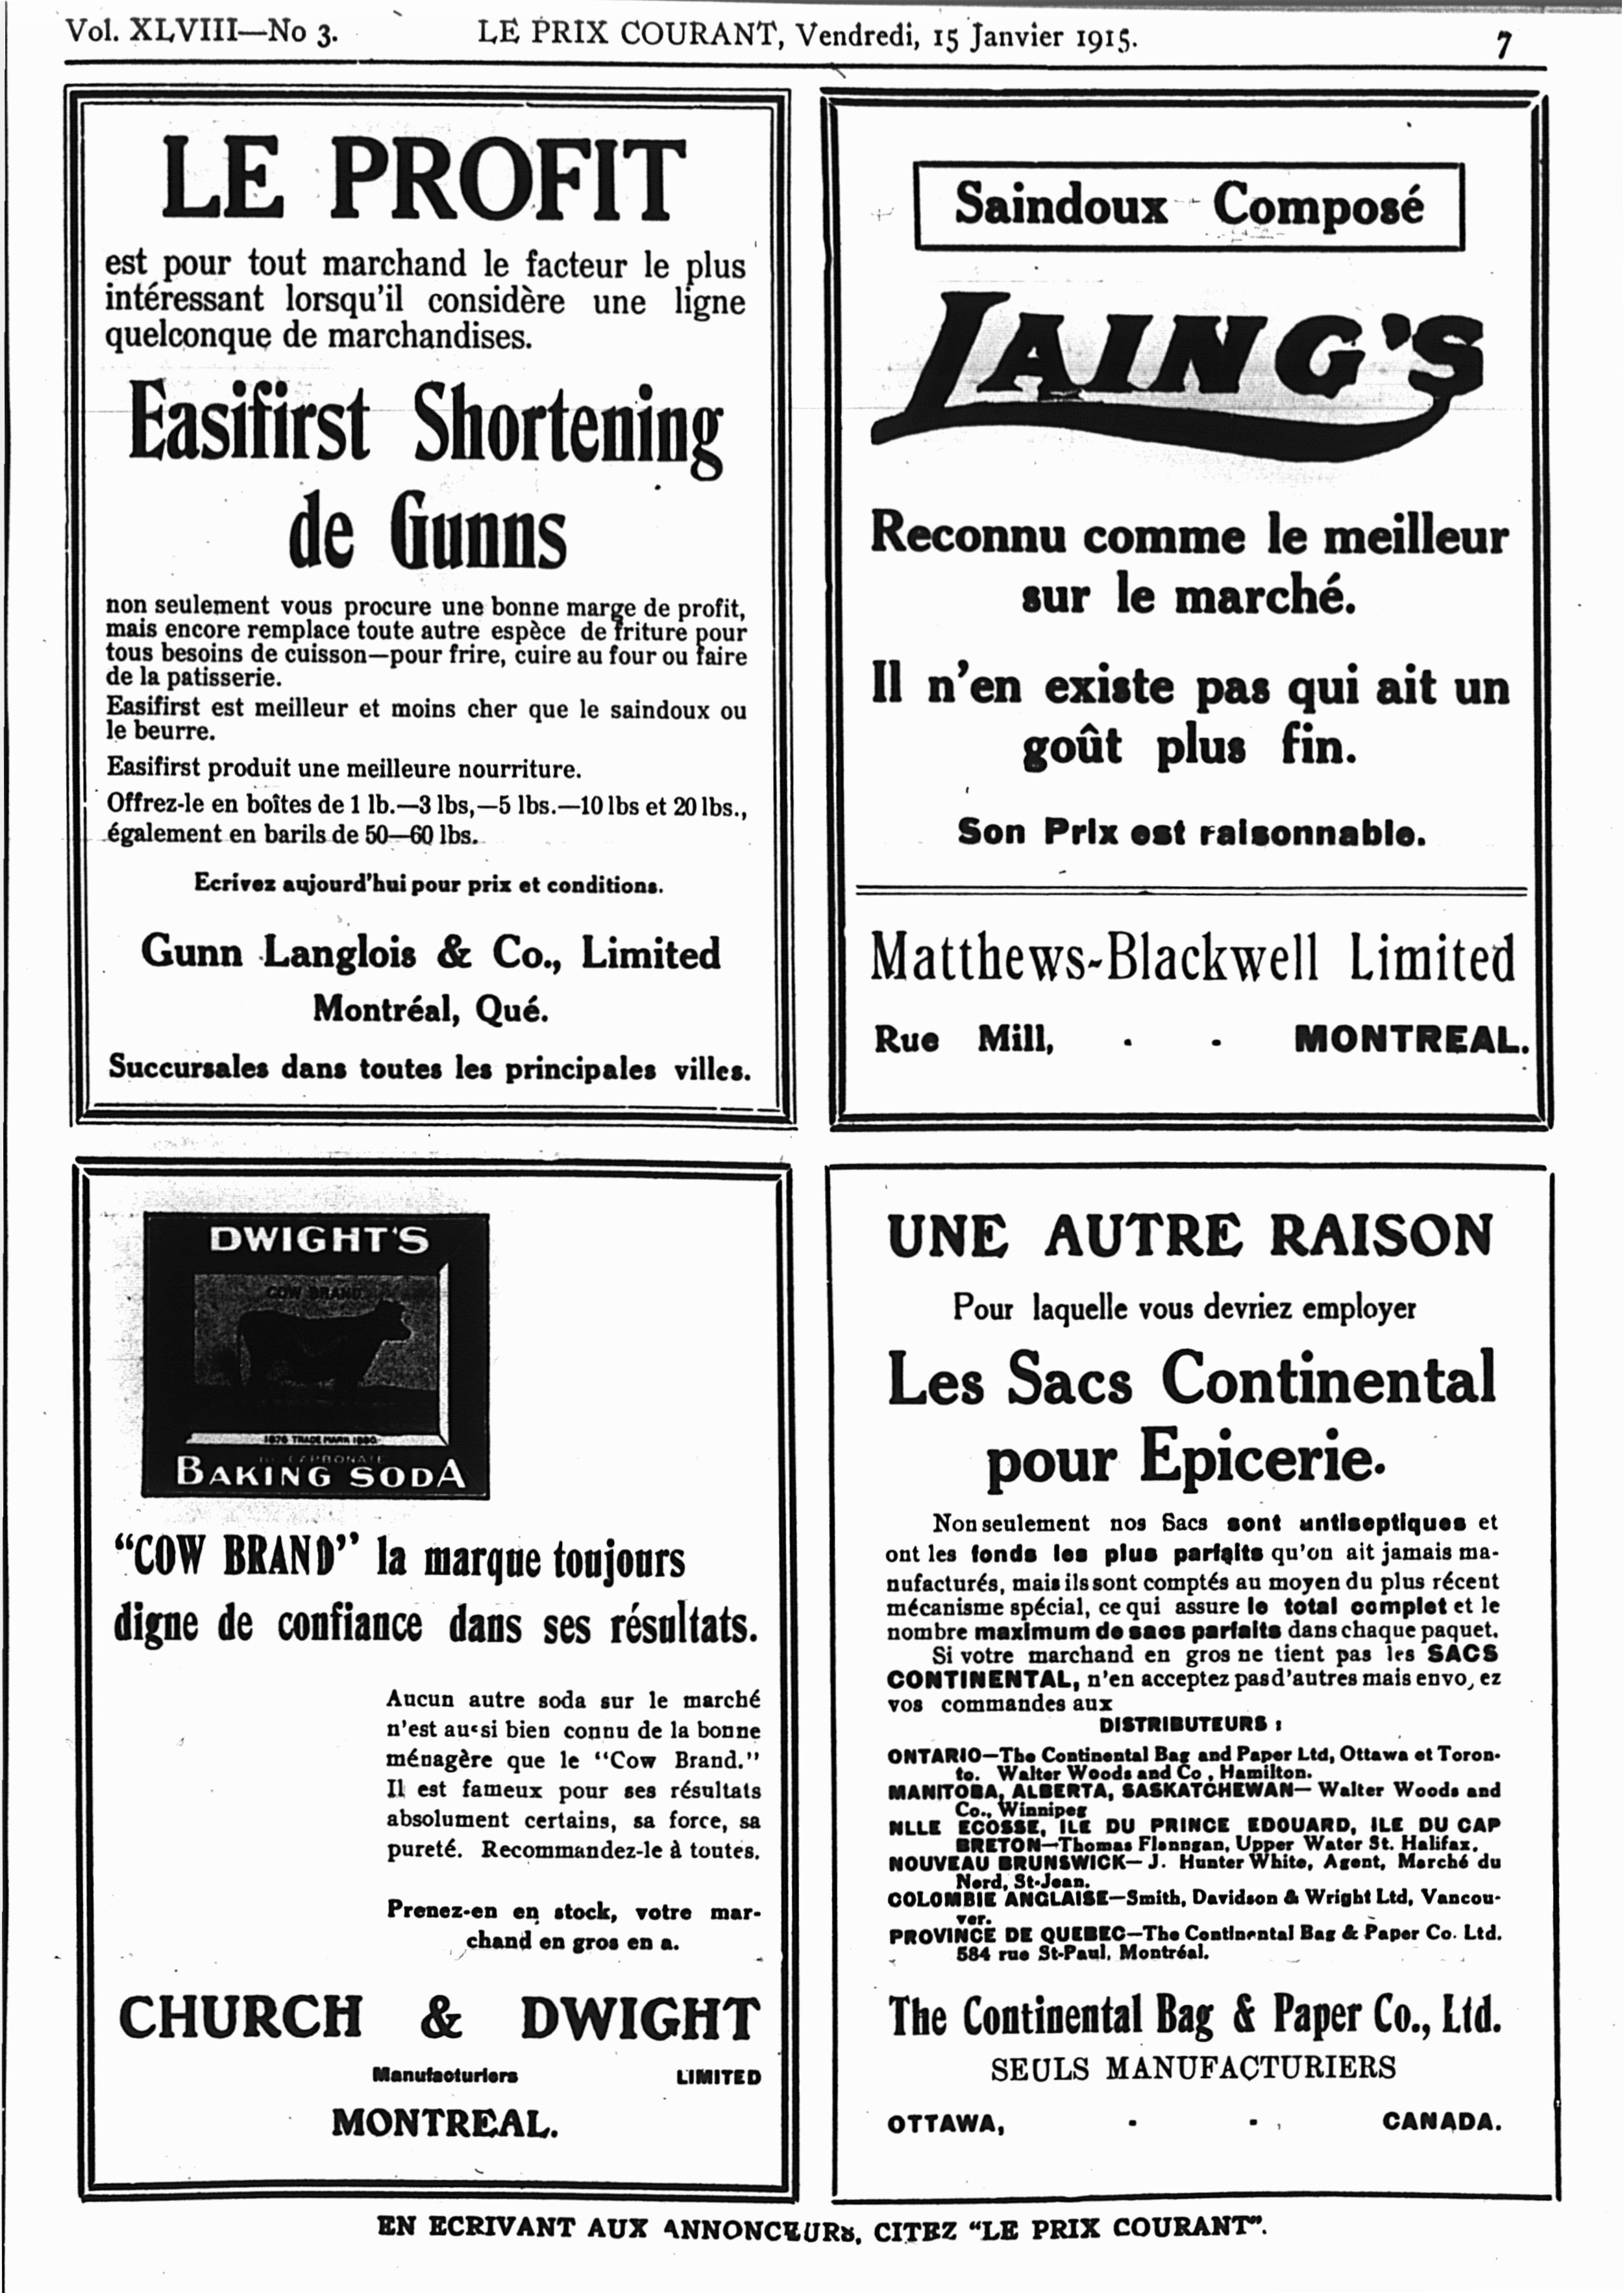 Vol. XLVIII—No 3.
LE PRIX COURANT, Vendredi, 15 Janvier 1915.
7
LE PROFIT
est pour tout marchand le facteur le plus
intéressant lorsqu'il considère une ligne
quelconque de marchandises.
Easifirst Shortening
de Gunns
non seulement vous procure une bonne marge de profit,
mais encore remplace toute autre espèce de friture pour
tous besoins de cuisson—pour frire, cuire au four ou faire
de la patisserie.
Easifirst est meilleur et moins cher que le saindoux ou
le beurre.
Easifirst produit une meilleure nourriture.
Offrez-le en boîtes de 1 lb.—3 lbs,—5 lbs.—10 lbs et 20 lbs.,
également en barils de 50—60 lbs.
Ecrivez aujourd'hui pour prix et conditions.
Gunn Langlois & Co., Limited
Montréal, Qué.
Succursales dans toutes les principales villes.
Saindoux Composé
LAING'S
Reconnu comme le meilleur
sur le marché.
Il n'en existe pas qui ait un
goût plus fin.
Son Prix est raisonnable.
Matthews-Blackwell Limited
Rue Mill, - - MONTREAL.
DWIGHT'S
COW BRAND
1876 TRADE MARK 1890
BI CARBONATE
BAKING SODA
"COW BRAND" la marque toujours
digne de confiance dans ses résultats.
Aucun autre soda sur le marché
n'est aussi bien connu de la bonne
ménagère que le "Cow Brand."
Il est fameux pour ses résultats
absolument certains, sa force, sa
pureté. Recommandez-le à toutes.
Prenez-en en stock, votre mar-
chand en gros en a.
CHURCH & DWIGHT
Manufacturiers LIMITED
MONTREAL.
UNE AUTRE RAISON
Pour laquelle vous devriez employer
Les Sacs Continental
pour Epicerie.
Non seulement nos Sacs sont antiseptiques et
ont les fonds les plus parfaits qu'on ait jamais ma-
nufacturés, mais ils sont comptés au moyen du plus récent
mécanisme spécial, ce qui assure le total complet et le
nombre maximum de sacs parfaits dans chaque paquet.
Si votre marchand en gros ne tient pas les SACS
CONTINENTAL, n'en acceptez pas d'autres mais envoyez
vos commandes aux
DISTRIBUTEURS :
ONTARIO—The Continental Bag and Paper Ltd, Ottawa et Toron-
to. Walter Woods and Co, Hamilton.
MANITOBA, ALBERTA, SASKATCHEWAN— Walter Woods and
Co., Winnipeg
NLLE ECOSSE, ILE DU PRINCE EDOUARD, ILE DU CAP
BRETON—Thomas Flanngan, Upper Water St. Halifax.
NOUVEAU BRUNSWICK— J. Hunter White, Agent, Marché du
Nord, St-Jean.
COLOMBIE ANGLAISE—Smith, Davidson & Wright Ltd, Vancou-
ver.
PROVINCE DE QUEBEC—The Continental Bag & Paper Co. Ltd.
584 rue St-Paul, Montréal.
The Continental Bag & Paper Co., Ltd.
SEULS MANUFACTURIERS
OTTAWA, - - CANADA.
EN ECRIVANT AUX ANNONCEURS, CITEZ "LE PRIX COURANT".